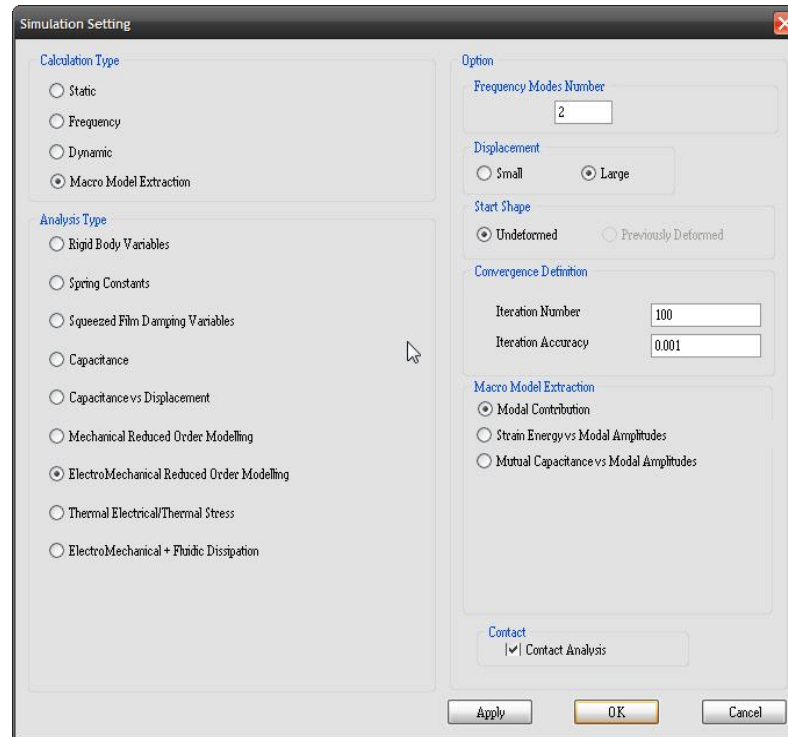 Simulation Setting
Calculation Type
Static
Frequency
Dynamic
Macro Model Extraction
Analysis Type
Rigid Body Variables
Spring Constants
Squeezed Film Damping Variables
Capacitance
Capacitance vs Displacement
Mechanical Reduced Order Modelling
ElectroMechanical Reduced Order Modelling
Thermal Electrical/Thermal Stress
ElectroMechanical + Fluidic Dissipation
Option
Frequency Modes Number
2
Displacement
Small Large
Start Shape
Undeformed Previously Deformed
Convergence Definition
Iteration Number 100
Iteration Accuracy 0.001
Macro Model Extraction
Modal Contribution
Strain Energy vs Modal Amplitudes
Mutual Capacitance vs Modal Amplitudes
Contact
Contact Analysis
Apply OK Cancel